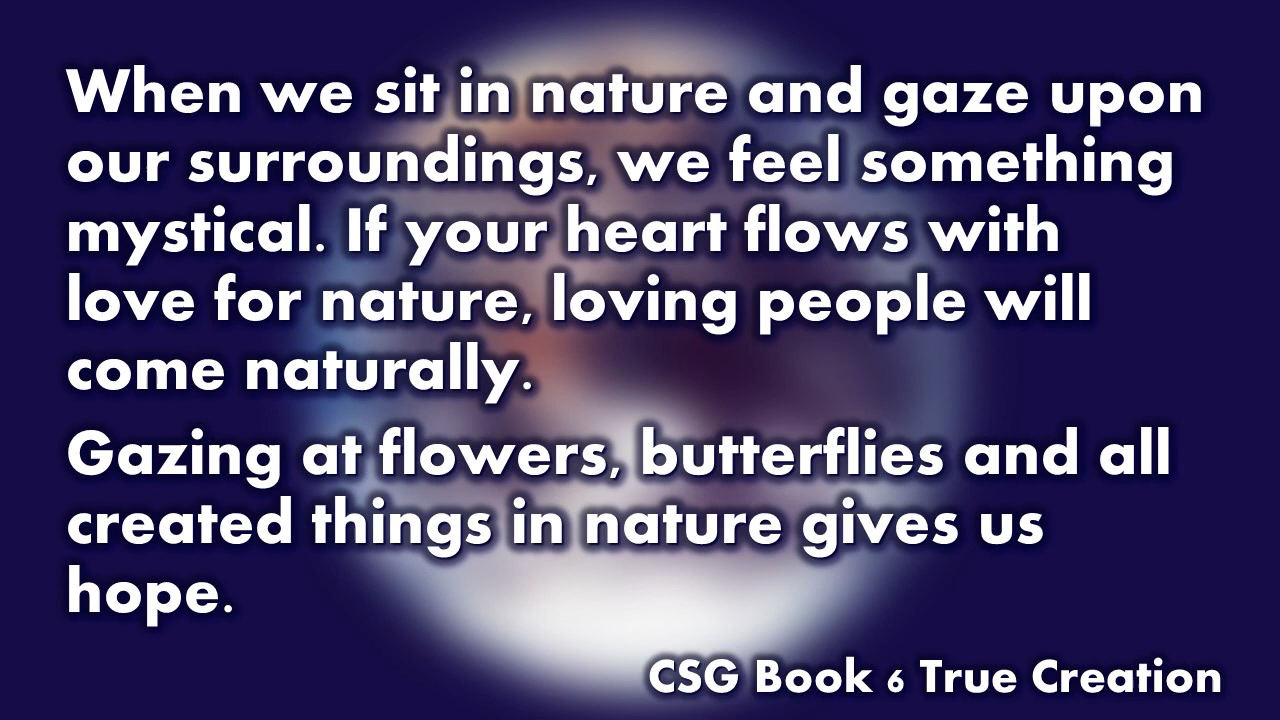 When we sit in nature and gaze upon
our surroundings, we feel something
mystical. If your heart flows with
love for nature, loving people will
come naturally.
Gazing at flowers, butterflies and all
created things in nature gives us
hope.
CSG Book 6 True Creation